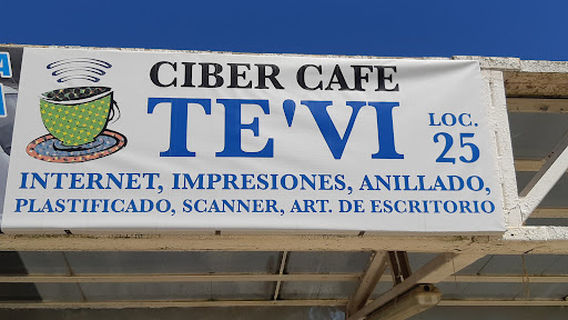 CIBER CAFE
TE'VI
LOC.
25
INTERNET, IMPRESIONES, ANILLADO,
PLASTIFICADO, SCANNER, ART. DE ESCRITORIO